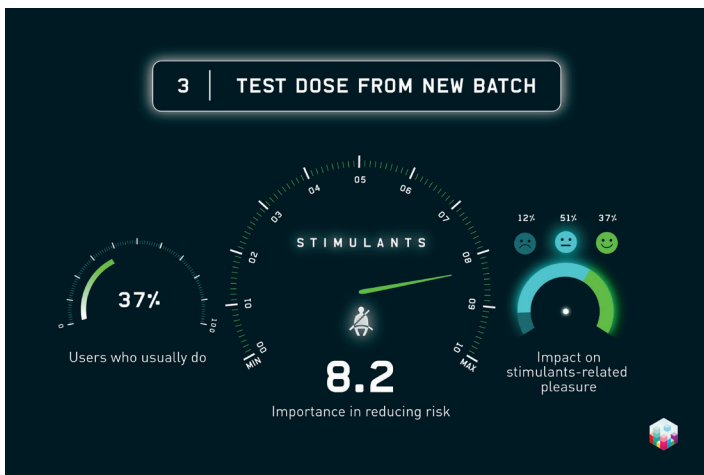 3 | TEST DOSE FROM NEW BATCH
STIMULANTS
MIN
00
01
02
03
04
05
06
07
08
09
10
MAX
0
37%
100
Users who usually do
8.2
Importance in reducing risk
12% 51% 37%
Impact on
stimulants-related
pleasure